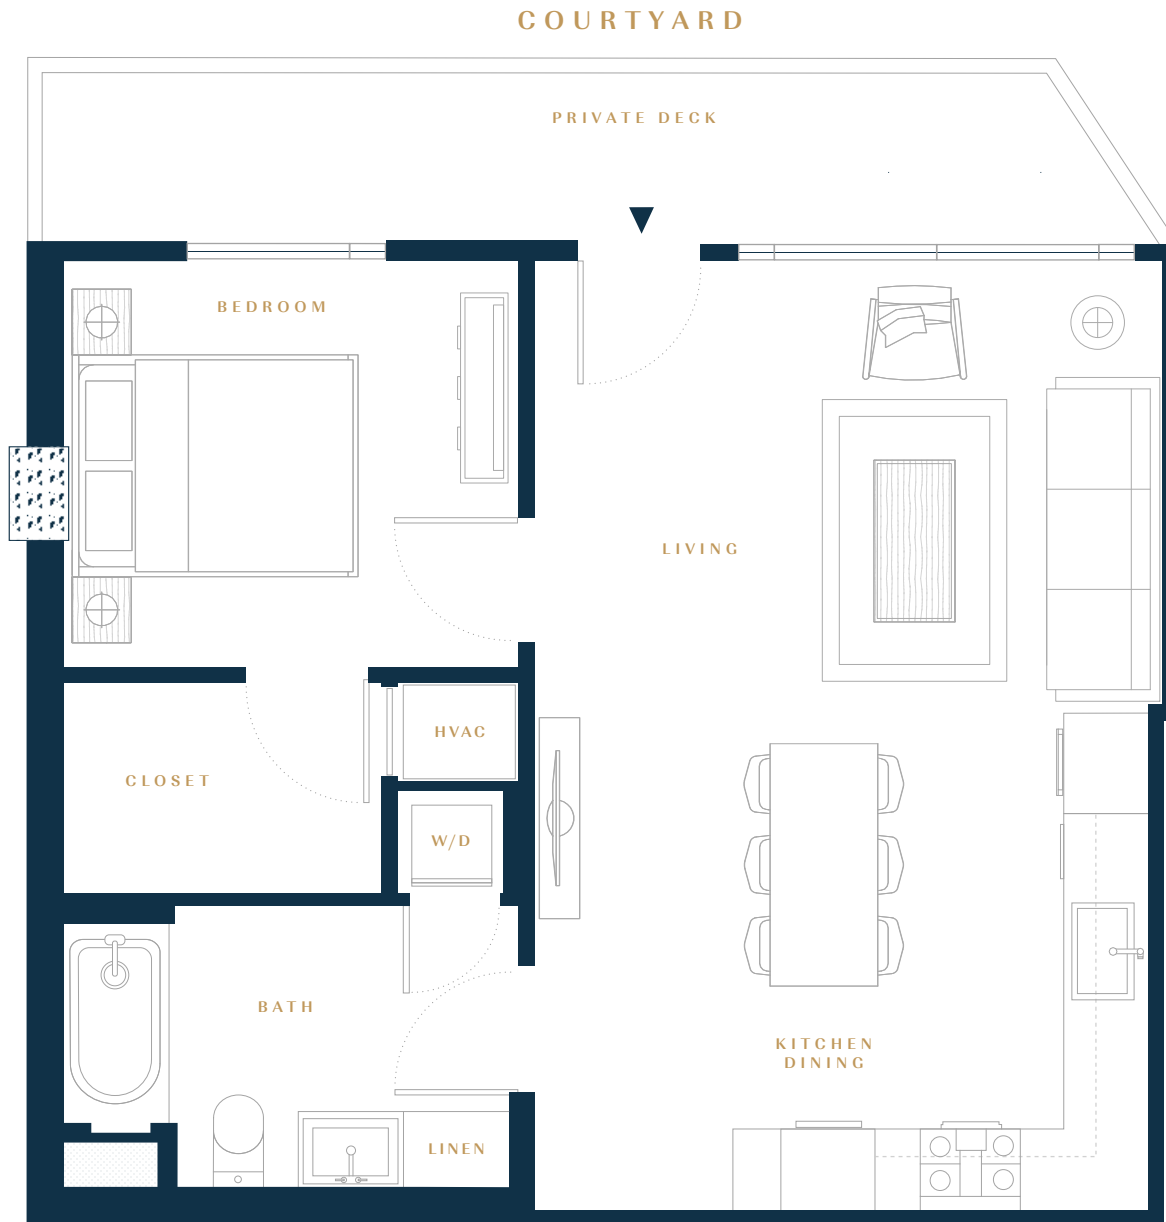 COURTYARD
PRIVATE DECK
BEDROOM
LIVING
HVAC
CLOSET
W/D
BATH
KITCHEN
DINING
LINEN